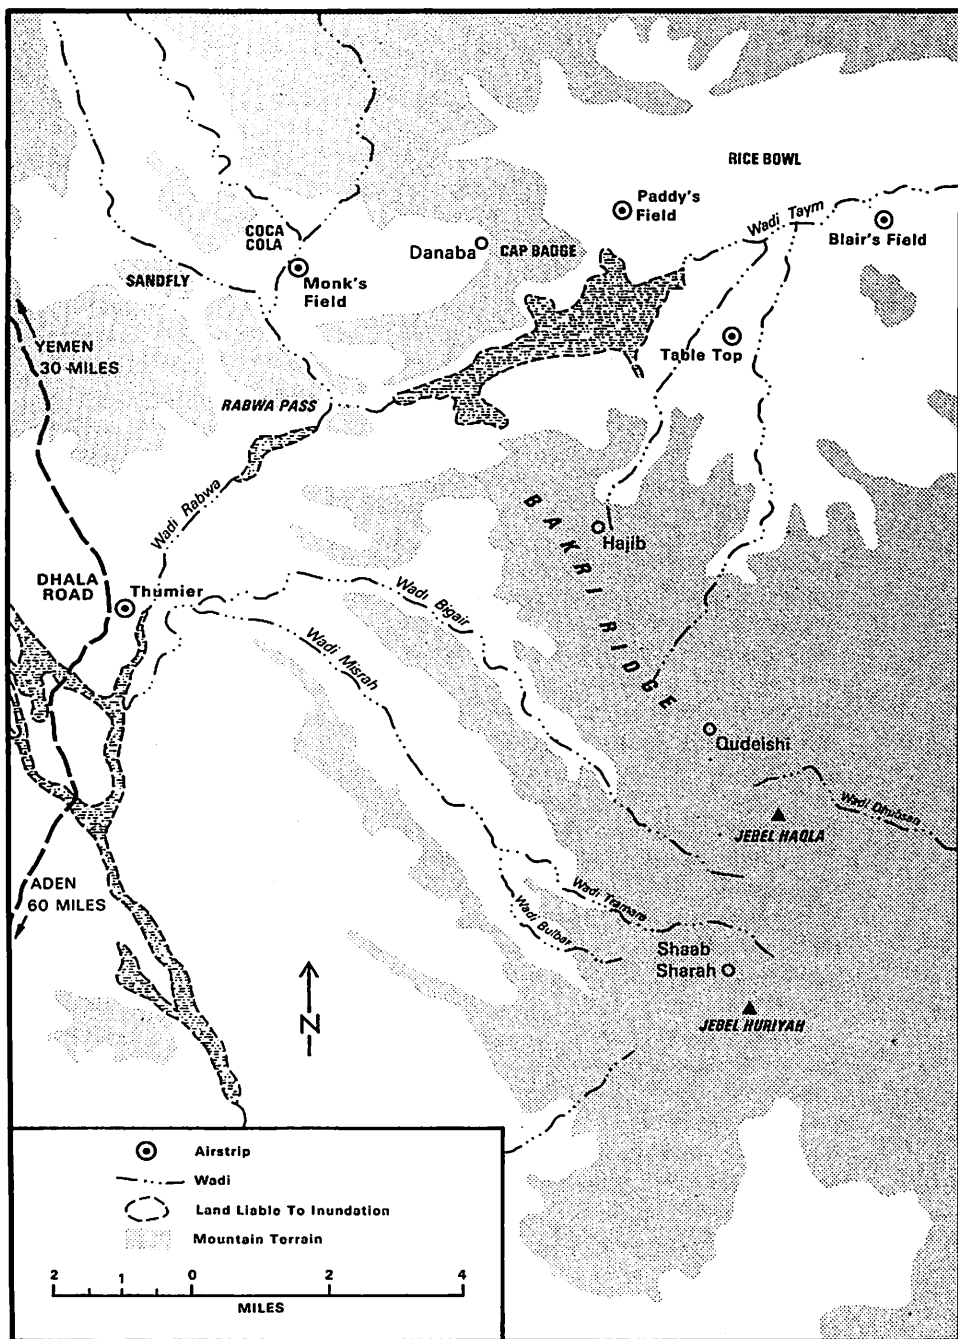 RICE BOWL
Paddy's
Field
Wadi Taym
Blair's Field
COCA
COLA
Danaba
CAP BADGE
SANDFLY
Monk's
Field
YEMEN
30 MILES
Table Top
RABWA PASS
Wadi Rabwa
BAKRI RIDGE
Hajib
DHALA
ROAD
Thumier
Wadi Bigair
Wadi Misrah
Qudeishi
Wadi Dhubsan
JEBEL HAQLA
ADEN
60 MILES
Wadi Tramara
Wadi Bulbar
Shaab
Sharah
N
JEBEL HURIYAH
Airstrip
Wadi
Land Liable To Inundation
Mountain Terrain
2 1 0 2 4
MILES